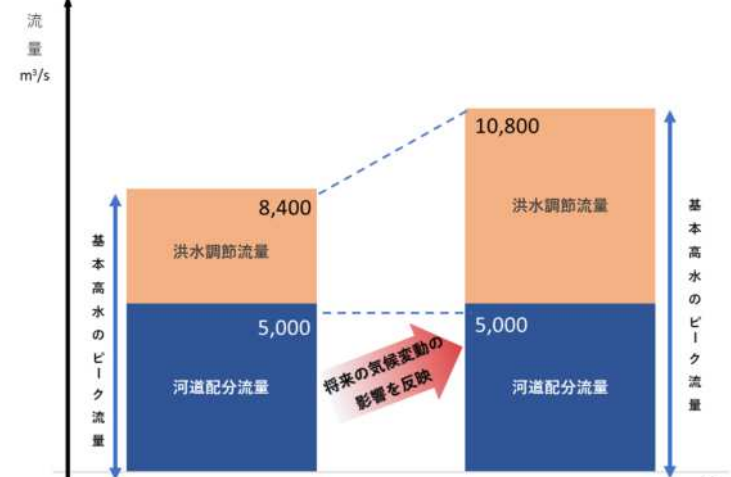 流量
m³/s
10,800
8,400
洪水調節流量
洪水調節流量
基本高水のピーク流量
基本高水のピーク流量
5,000
5,000
将来の気候変動の
影響を反映
河道配分流量
河道配分流量